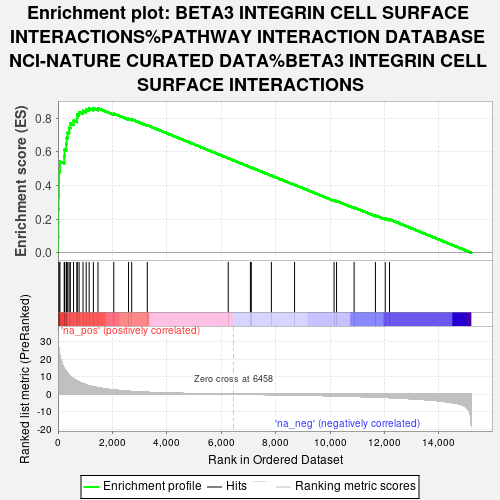 Enrichment plot: BETA3 INTEGRIN CELL SURFACE
INTERACTIONS%PATHWAY INTERACTION DATABASE
NCI-NATURE CURATED DATA%BETA3 INTEGRIN CELL
SURFACE INTERACTIONS
Enrichment score (ES)
0.8
0.6
0.4
0.2
0.0
'na_pos' (positively correlated)
Ranked list metric (PreRanked)
30
20
10
0
-10
-20
Zero cross at 6458
'na_neg' (negatively correlated)
0
2,000
4,000
6,000
8,000
10,000
12,000
14,000
Rank in Ordered Dataset
Enrichment profile
Hits
Ranking metric scores